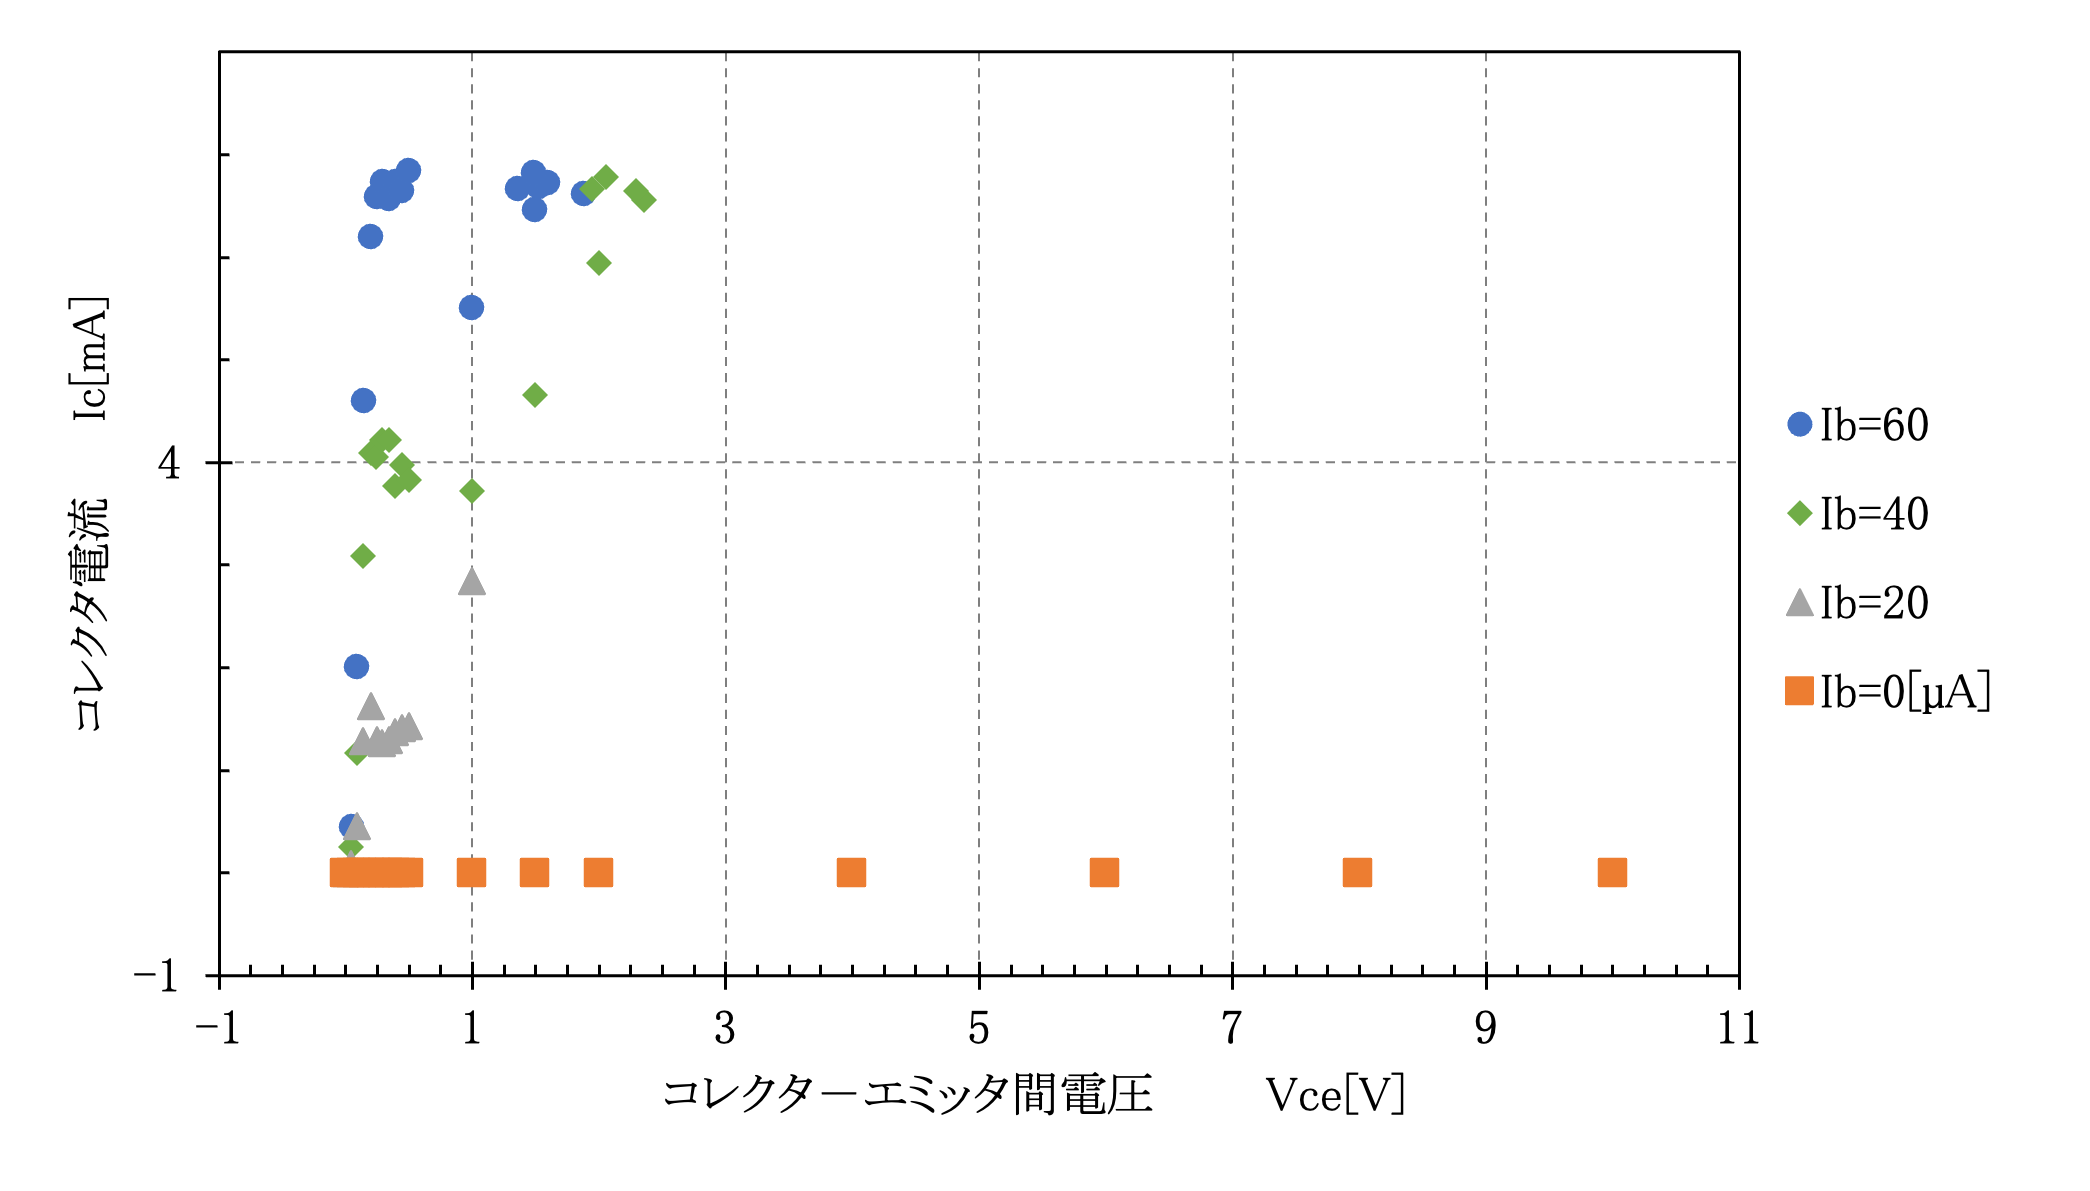 コレクタ電流 Ic[mA]
4
-1
-1 1 3 5 7 9 11
コレクターエミッタ間電圧 Vce[V]
Ib=60
Ib=40
Ib=20
Ib=0[μA]